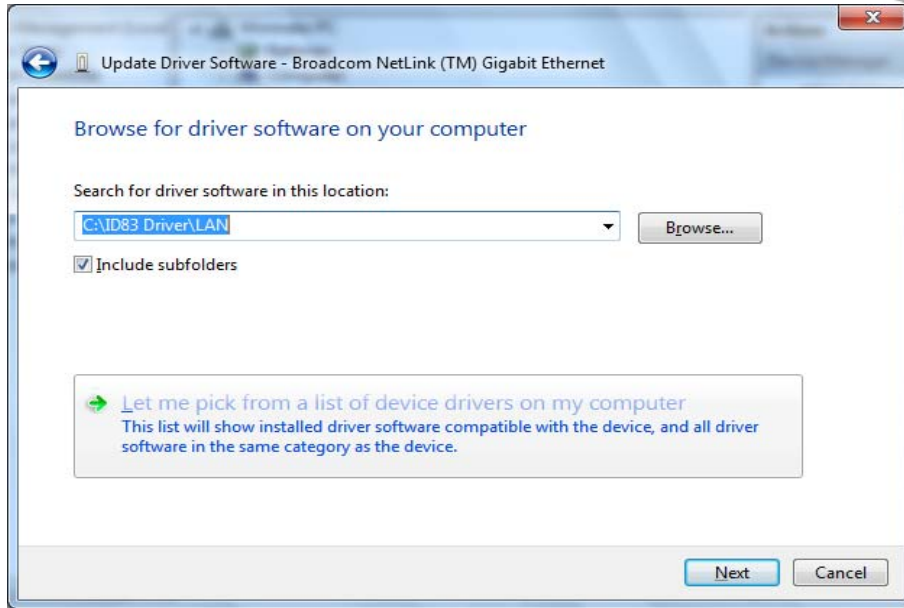 Update Driver Software - Broadcom NetLink (TM) Gigabit Ethernet
Browse for driver software on your computer
Search for driver software in this location:
C:\ID83 Driver\LAN
Browse...
Include subfolders
Let me pick from a list of device drivers on my computer
This list will show installed driver software compatible with the device, and all driver
software in the same category as the device.
Next
Cancel